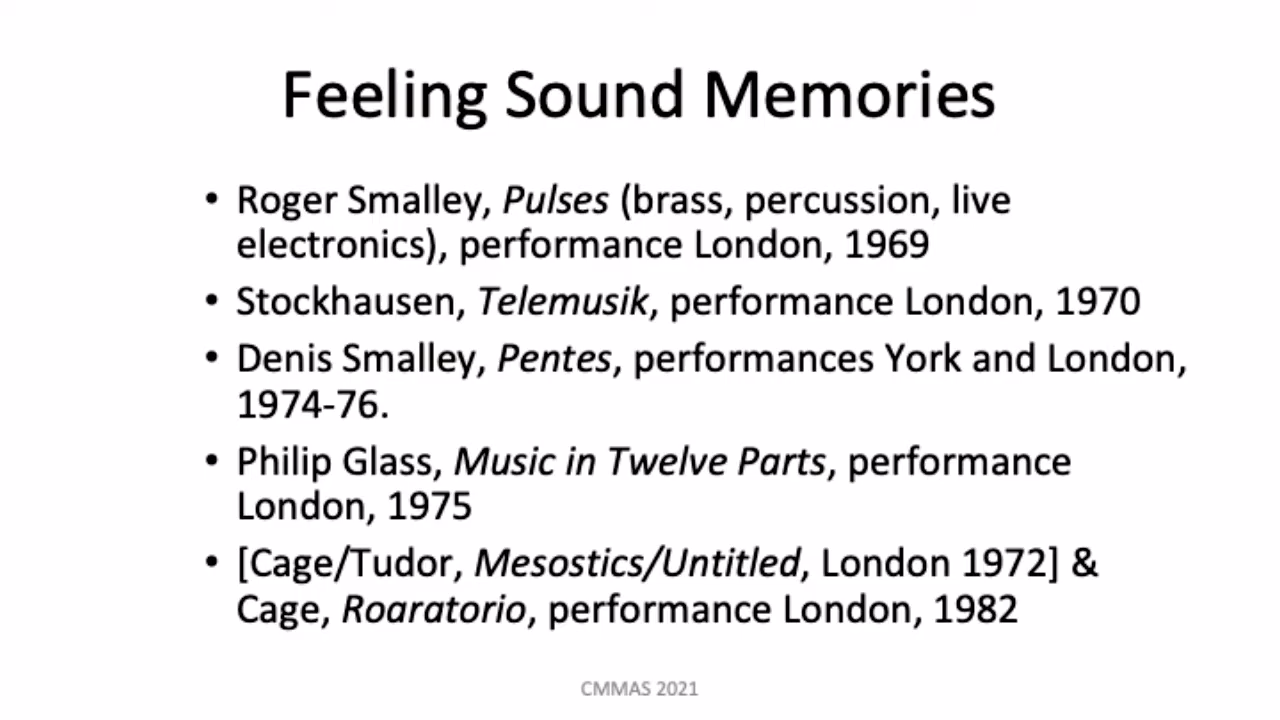 Feeling Sound Memories
• Roger Smalley, Pulses (brass, percussion, live
electronics), performance London, 1969
• Stockhausen, Telemusik, performance London, 1970
• Denis Smalley, Pentes, performances York and London,
1974-76.
• Philip Glass, Music in Twelve Parts, performance
London, 1975
• [Cage/Tudor, Mesostics/Untitled, London 1972] &
Cage, Roaratorio, performance London, 1982
CMMAS 2021